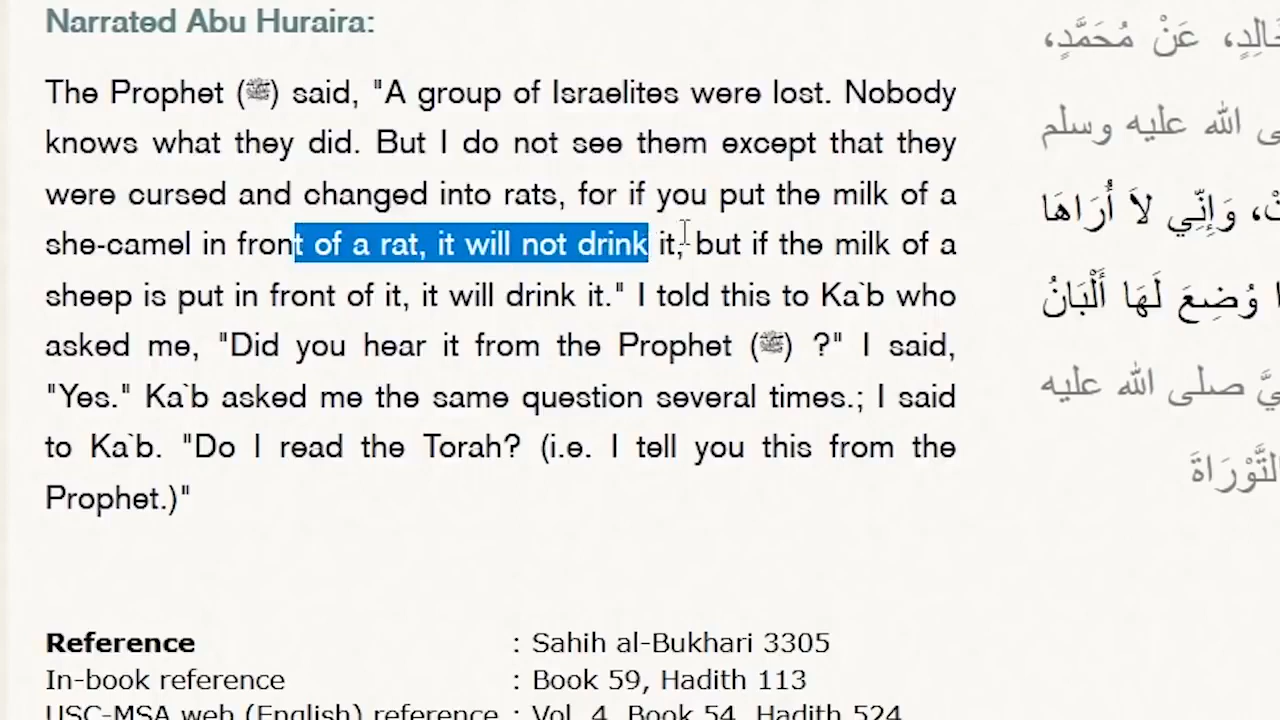 Narrated Abu Huraira:
The Prophet (ﷺ) said, "A group of Israelites were lost. Nobody
knows what they did. But I do not see them except that they
were cursed and changed into rats, for if you put the milk of a
she-camel in front of a rat, it will not drink it, but if the milk of a
sheep is put in front of it, it will drink it." I told this to Ka`b who
asked me, "Did you hear it from the Prophet (ﷺ) ?" I said,
"Yes." Ka`b asked me the same question several times.; I said
to Ka`b. "Do I read the Torah? (i.e. I tell you this from the
Prophet.)"
عَنْ مُحَمَّدٍ،
الله عليه وسلم
وَإِنِّي لاَ أُرَاهَا
وُضِعَ لَهَا أَلْبَانُ
صلى الله عليه
التَّوْرَاةَ
Reference : Sahih al-Bukhari 3305
In-book reference : Book 59, Hadith 113
USC-MSA web (English) reference : Vol. 4, Book 54, Hadith 524